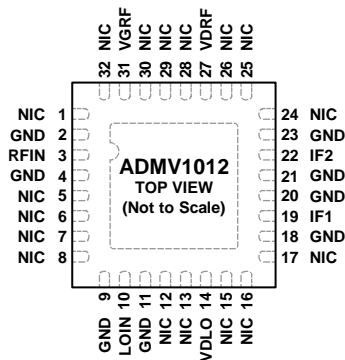 32 NIC
31 VGRF
30 NIC
29 NIC
28 NIC
27 VDRF
26 NIC
25 NIC
NIC 1
GND 2
RFIN 3
GND 4
NIC 5
NIC 6
NIC 7
NIC 8
ADMV1012
TOP VIEW
(Not to Scale)
24 NIC
23 GND
22 IF2
21 GND
20 GND
19 IF1
18 GND
17 NIC
GND 9
LOIN 10
GND 11
NIC 12
NIC 13
VDLO 14
NIC 15
NIC 16